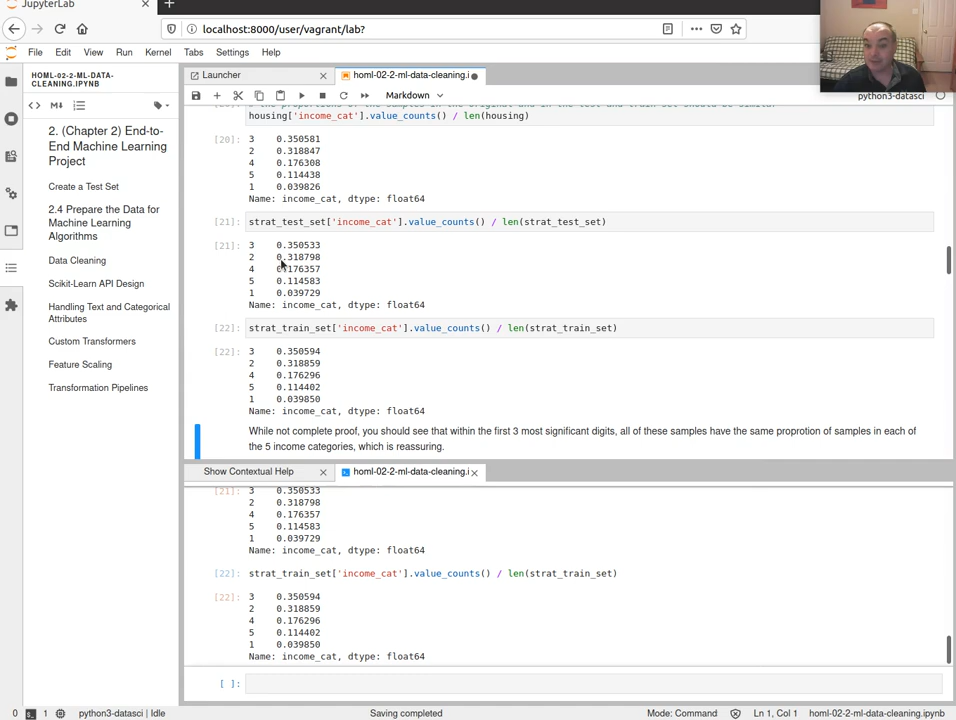 JupyterLab
localhost:8000/user/vagrant/lab?
File Edit View Run Kernel Tabs Settings Help
HOML-02-2-ML-DATA-
CLEANING.IPYNB
2. (Chapter 2) End-to-
End Machine Learning
Project
Create a Test Set
2.4 Prepare the Data for
Machine Learning
Algorithms
Data Cleaning
Scikit-Learn API Design
Handling Text and Categorical
Attributes
Custom Transformers
Feature Scaling
Transformation Pipelines
Launcher
homl-02-2-ml-data-cleaning.i
Markdown
python3-datasci
housing['income_cat'].value_counts() / len(housing)
[20]: 3 0.350581
2 0.318847
4 0.176308
5 0.114438
1 0.039826
Name: income_cat, dtype: float64
[21]: strat_test_set['income_cat'].value_counts() / len(strat_test_set)
[21]: 3 0.350533
2 0.318798
4 0.176357
5 0.114583
1 0.039729
Name: income_cat, dtype: float64
[22]: strat_train_set['income_cat'].value_counts() / len(strat_train_set)
[22]: 3 0.350594
2 0.318859
4 0.176296
5 0.114402
1 0.039850
Name: income_cat, dtype: float64
While not complete proof, you should see that within the first 3 most significant digits, all of these samples have the same proprotion of samples in each of
the 5 income categories, which is reassuring.
Show Contextual Help
homl-02-2-ml-data-cleaning.i
[21]: 3 0.350533
2 0.318798
4 0.176357
5 0.114583
1 0.039729
Name: income_cat, dtype: float64
[22]: strat_train_set['income_cat'].value_counts() / len(strat_train_set)
[22]: 3 0.350594
2 0.318859
4 0.176296
5 0.114402
1 0.039850
Name: income_cat, dtype: float64
[ ]:
0 1 python3-datasci | Idle Saving completed Mode: Command Ln 1, Col 1 homl-02-2-ml-data-cleaning.ipynb